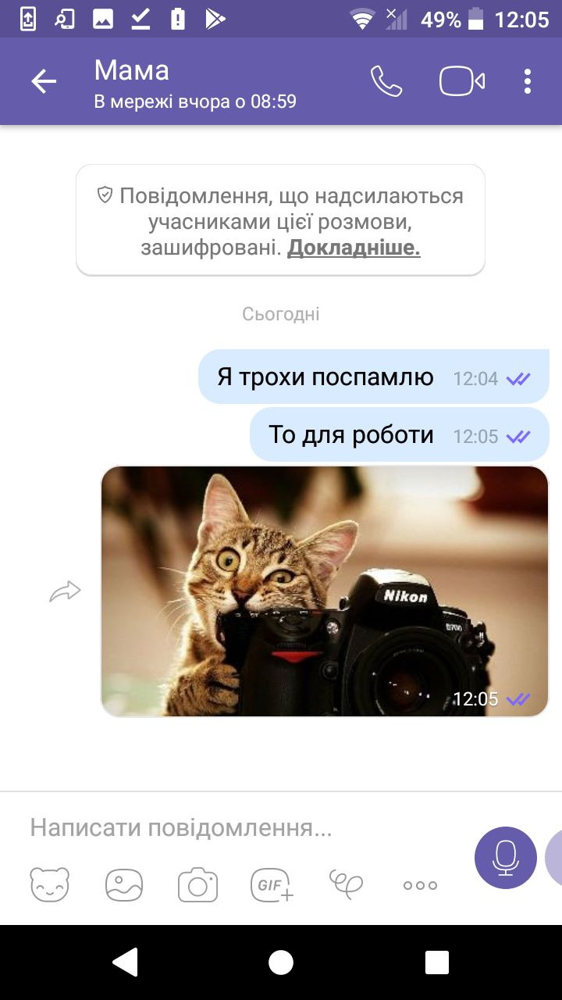 49% 12:05
Мама
В мережі вчора о 08:59
Повідомлення, що надсилаються
учасниками цієї розмови,
зашифровані. Докладніше.
Сьогодні
Я трохи поспамлю 12:04
То для роботи 12:05
Nikon
D700
12:05
Написати повідомлення...
GIF